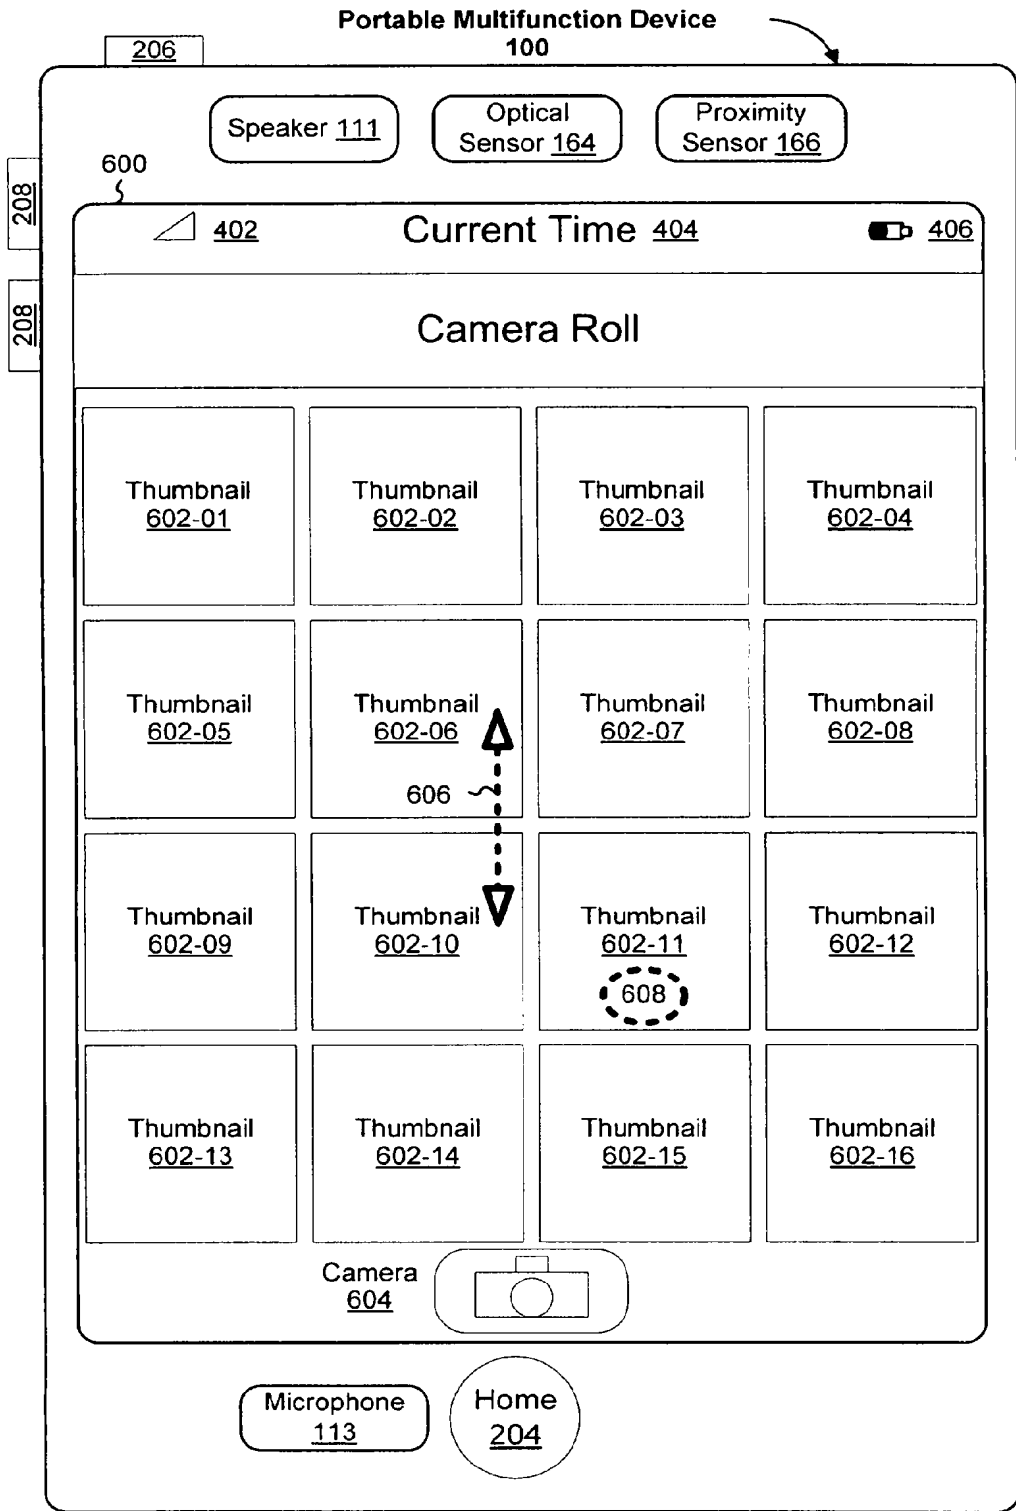 Portable Multifunction Device
100
206
Speaker 111
Optical
Sensor 164
Proximity
Sensor 166
600
208
208
402
Current Time 404
406
Camera Roll
Thumbnail
602-01
Thumbnail
602-02
Thumbnail
602-03
Thumbnail
602-04
Thumbnail
602-05
Thumbnail
602-06
Thumbnail
602-07
Thumbnail
602-08
606
Thumbnail
602-09
Thumbnail
602-10
Thumbnail
602-11
608
Thumbnail
602-12
Thumbnail
602-13
Thumbnail
602-14
Thumbnail
602-15
Thumbnail
602-16
Camera
604
Microphone
113
Home
204